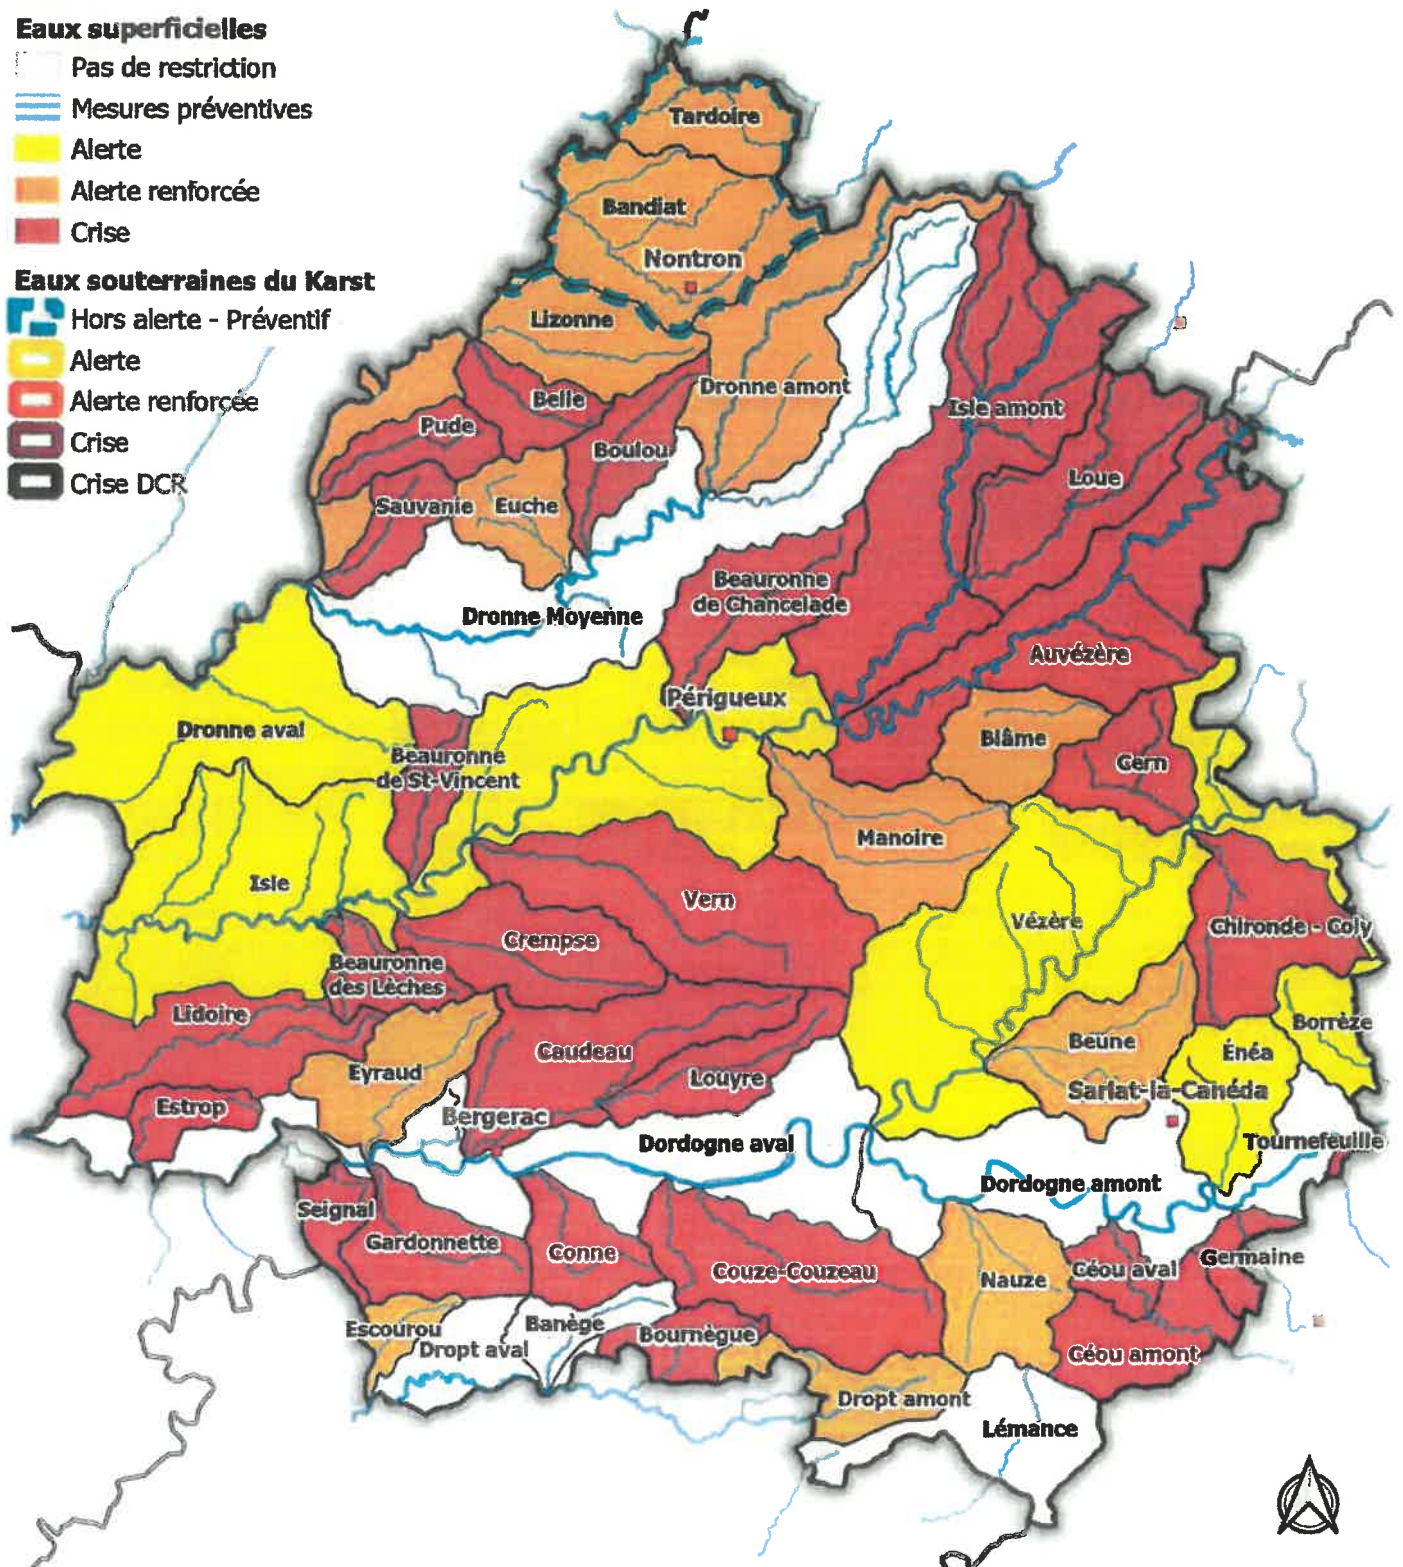 Eaux superficielles
Pas de restriction
Mesures préventives
Alerte
Alerte renforcée
Crise
Eaux souterraines du Karst
Hors alerte - Préventif
Alerte
Alerte renforcée
Crise
Crise DCR
Tardoire
Bandiat
Nontron
Lizonne
Dronne amont
Belle
Isle amont
Pude
Boulou
Loue
Sauvanie
Euche
Beauronne
de Chancelade
Dronne Moyenne
Auvézère
Périgueux
Dronne aval
Blâme
Beauronne
de St-Vincent
Cern
Manoire
Isle
Vern
Vézère
Chironde - Coly
Crempse
Beauronne
des Lèches
Lidoire
Borrèze
Beune
Énéa
Caudeau
Eyraud
Louyre
Sarlat-la-Canéda
Estrop
Bergerac
Dordogne aval
Tournefeuille
Dordogne amont
Seignal
Gardonnette
Conne
Couze-Couzeau
Nauze
Céou aval
Germaine
Escourou
Banège
Bournègue
Dropt aval
Céou amont
Dropt amont
Lémance